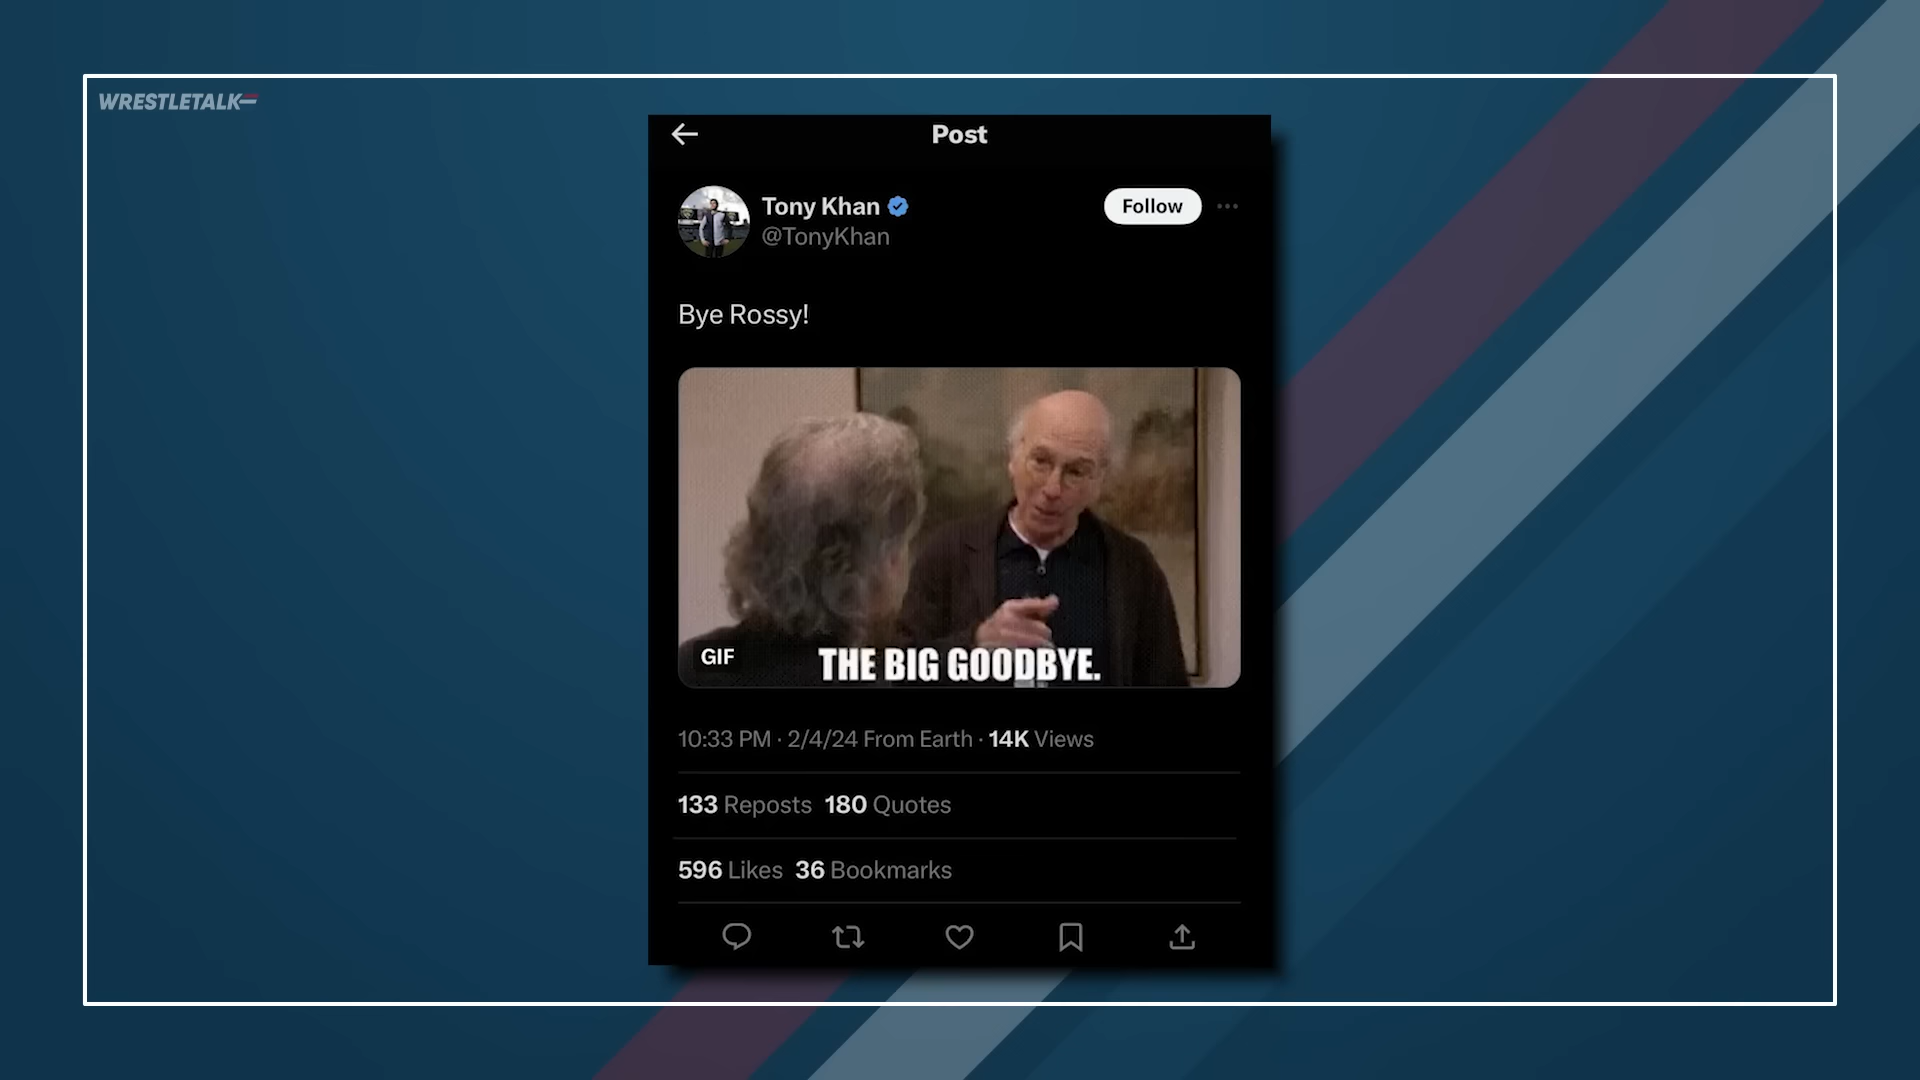 WRESTLETALK
Post
Tony Khan
Follow
@TonyKhan
Bye Rossy!
GIF
THE BIG GOODBYE.
10:33 PM · 2/4/24 From Earth · 14K Views
133 Reposts 180 Quotes
596 Likes 36 Bookmarks